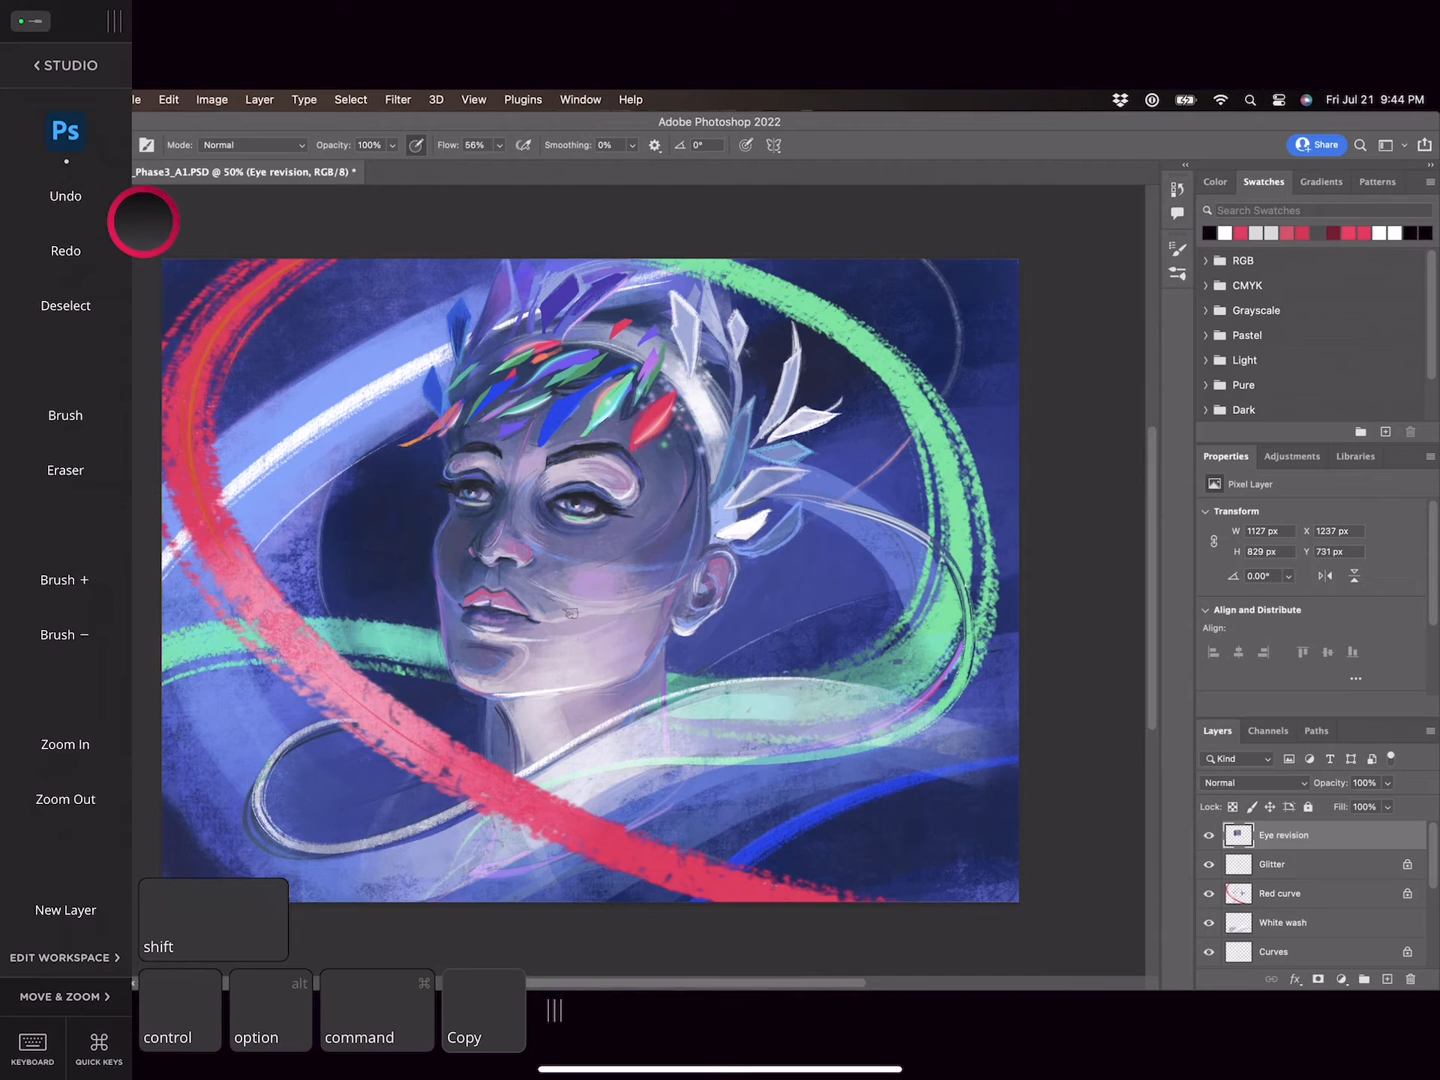 STUDIO
Ps
Undo
Redo
Deselect
Brush
Eraser
Brush +
Brush −
Zoom In
Zoom Out
New Layer
EDIT WORKSPACE
MOVE & ZOOM
KEYBOARD
QUICK KEYS
le Edit Image Layer Type Select Filter 3D View Plugins Window Help
Fri Jul 21 9:44 PM
Adobe Photoshop 2022
Mode: Normal Opacity: 100% Flow: 56% Smoothing: 0% 0°
Share
_Phase3_A1.PSD @ 50% (Eye revision, RGB/8) *
Color Swatches Gradients Patterns
Search Swatches
RGB
CMYK
Grayscale
Pastel
Light
Pure
Dark
Properties Adjustments Libraries
Pixel Layer
Transform
W 1127 px X 1237 px
H 829 px Y 731 px
0.00°
Align and Distribute
Align:
Layers Channels Paths
Kind
Normal Opacity: 100%
Lock: Fill: 100%
Eye revision
Glitter
Red curve
White wash
Curves
fx
shift
control
alt
option
⌘
command
Copy